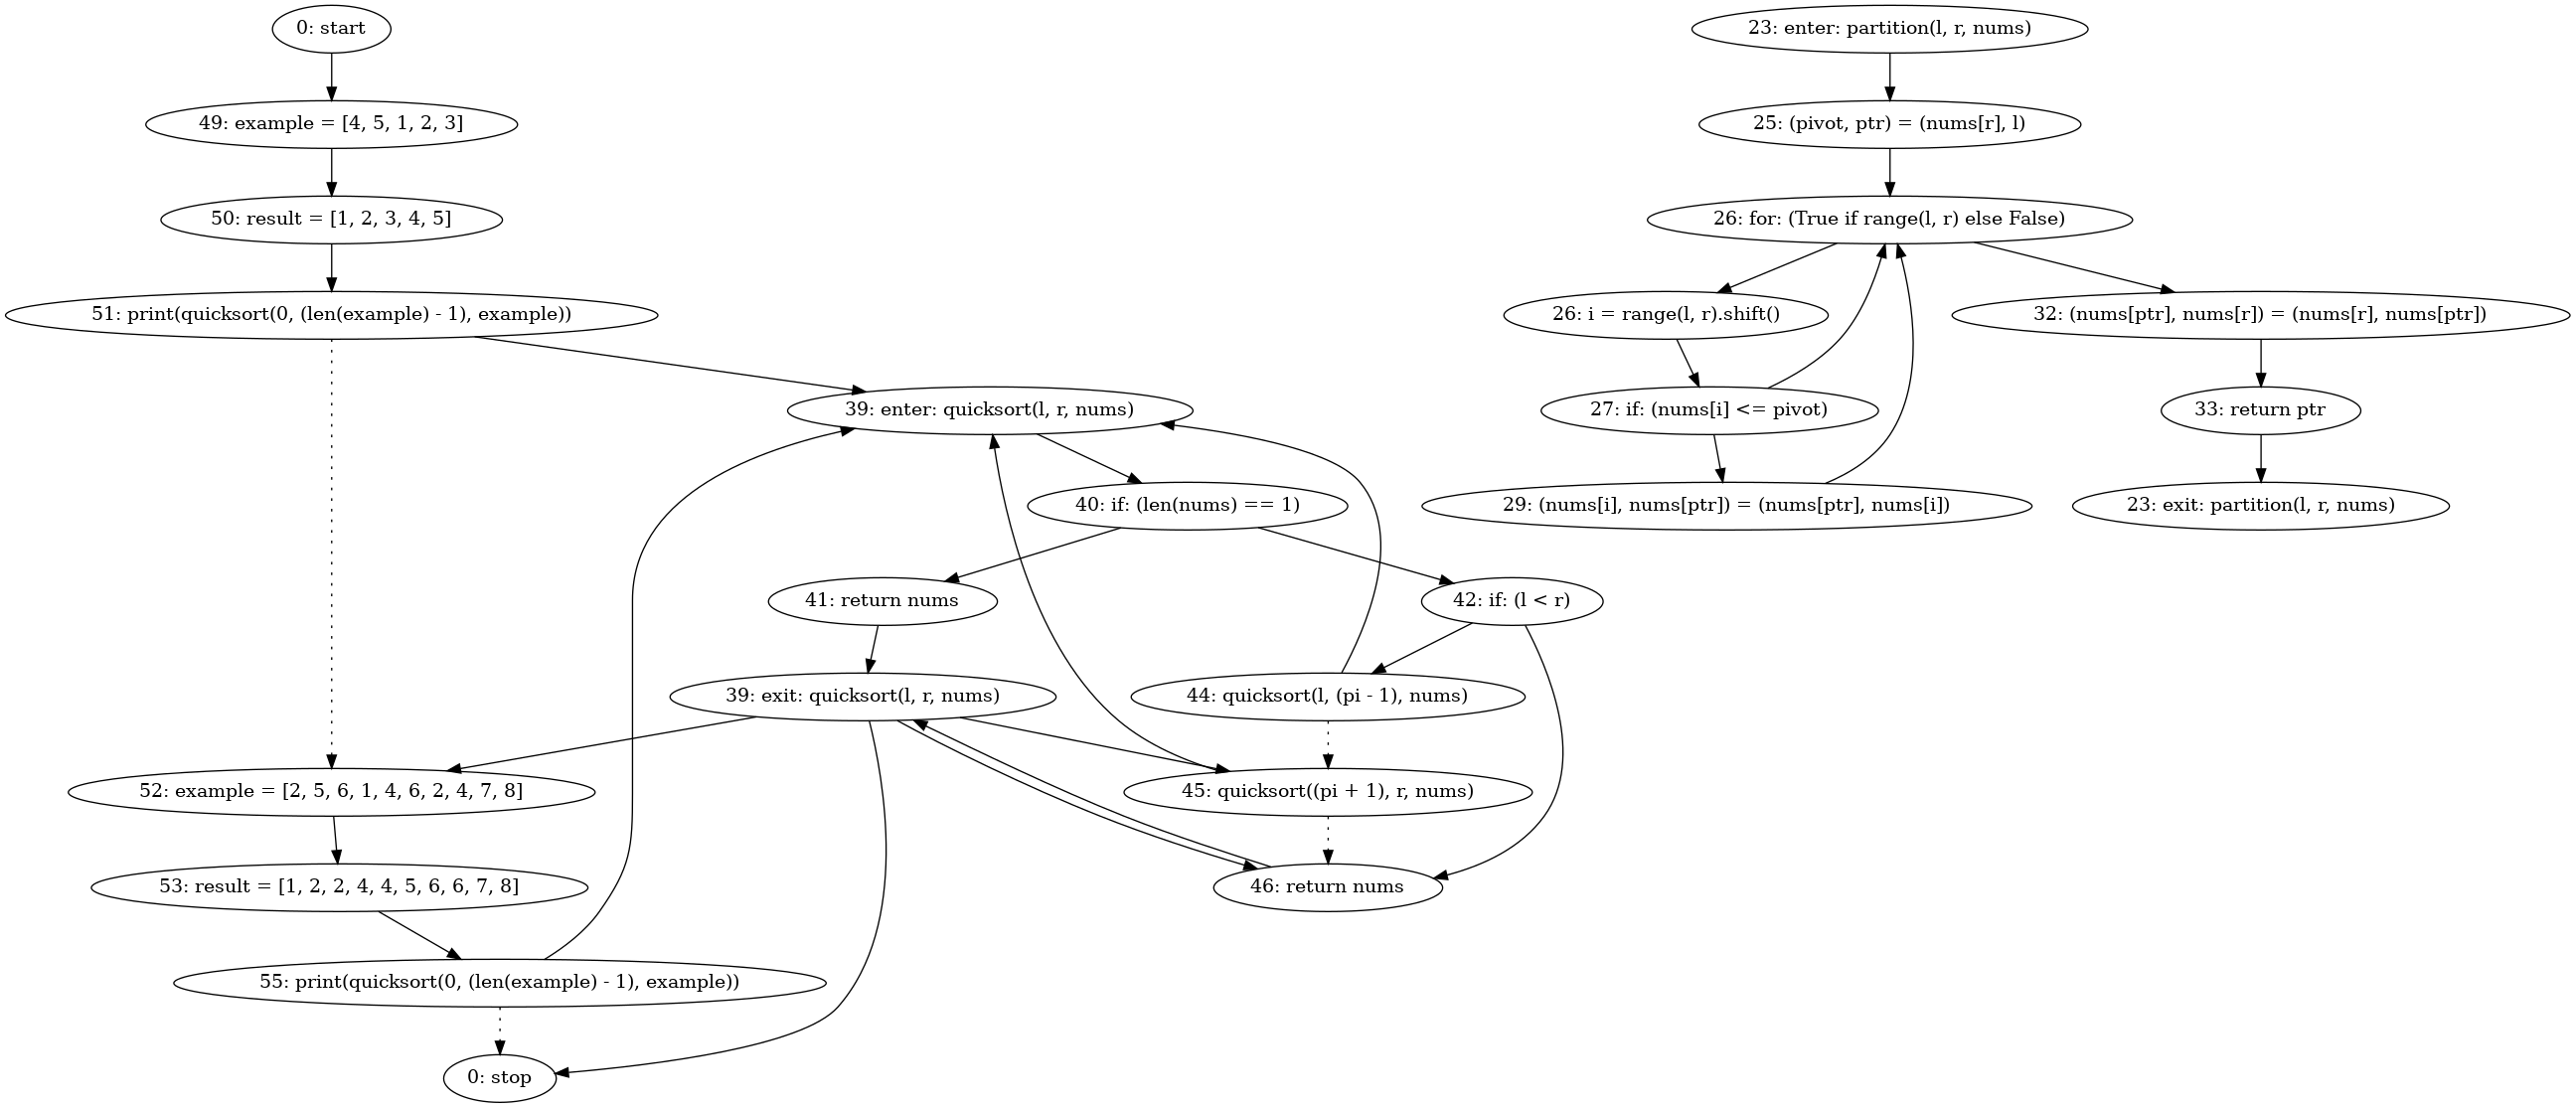 0: start
49: example = [4, 5, 1, 2, 3]
50: result = [1, 2, 3, 4, 5]
51: print(quicksort(0, (len(example) - 1), example))
39: enter: quicksort(l, r, nums)
40: if: (len(nums) == 1)
41: return nums
42: if: (l < r)
39: exit: quicksort(l, r, nums)
44: quicksort(l, (pi - 1), nums)
52: example = [2, 5, 6, 1, 4, 6, 2, 4, 7, 8]
45: quicksort((pi + 1), r, nums)
53: result = [1, 2, 2, 4, 4, 5, 6, 6, 7, 8]
46: return nums
55: print(quicksort(0, (len(example) - 1), example))
0: stop
23: enter: partition(l, r, nums)
25: (pivot, ptr) = (nums[r], l)
26: for: (True if range(l, r) else False)
26: i = range(l, r).shift()
32: (nums[ptr], nums[r]) = (nums[r], nums[ptr])
27: if: (nums[i] <= pivot)
33: return ptr
29: (nums[i], nums[ptr]) = (nums[ptr], nums[i])
23: exit: partition(l, r, nums)